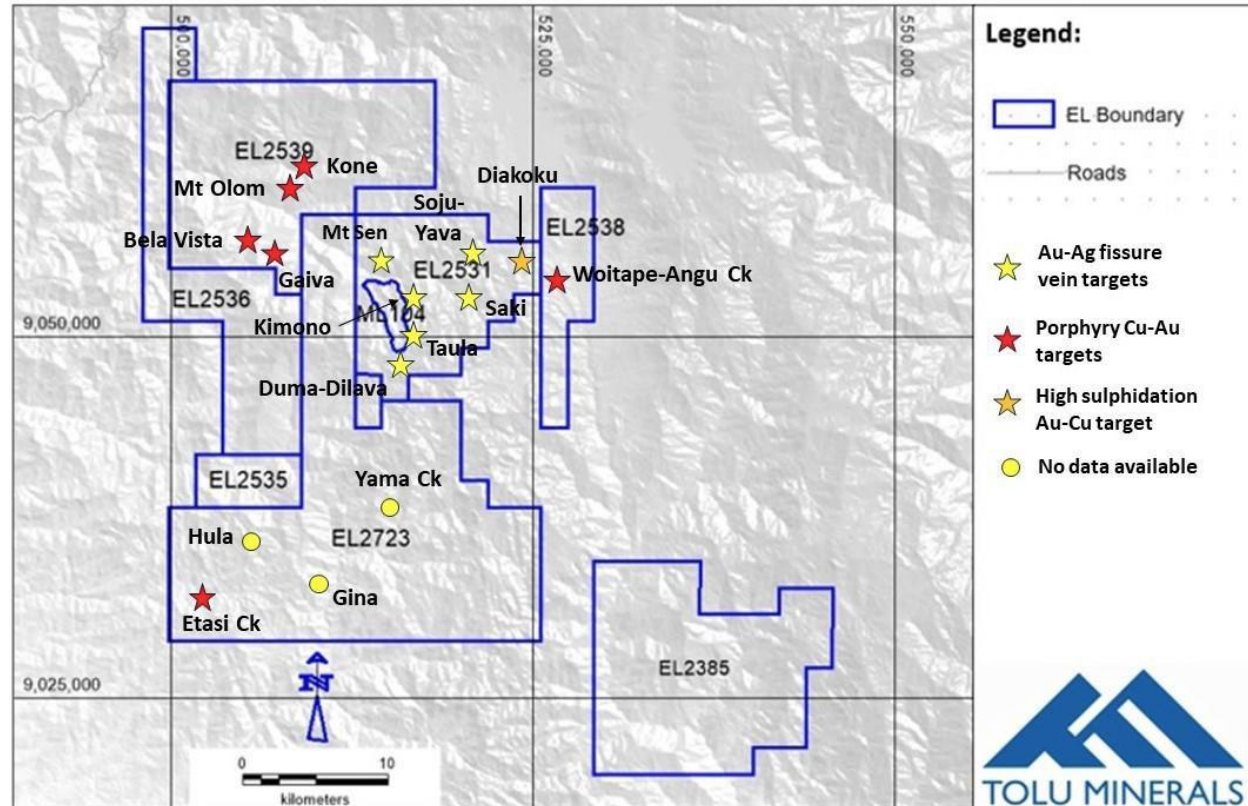 500,000
525,000
550,000
EL2539
Kone
Mt Olom
Diakoku
Soju-
Yava
Mt Sen
EL2538
Bela Vista
EL2531
Woitape-Angu Ck
Gaiva
EL2536
Saki
ML104
Kimono
9,050,000
Taula
Duma-Dilava
EL2535
Yama Ck
Hula
EL2723
Gina
Etasi Ck
EL2385
9,025,000
N
0
10
kilometers
Legend:
EL Boundary
Roads
Au-Ag fissure
vein targets
Porphyry Cu-Au
targets
High sulphidation
Au-Cu target
No data available
TOLU MINERALS